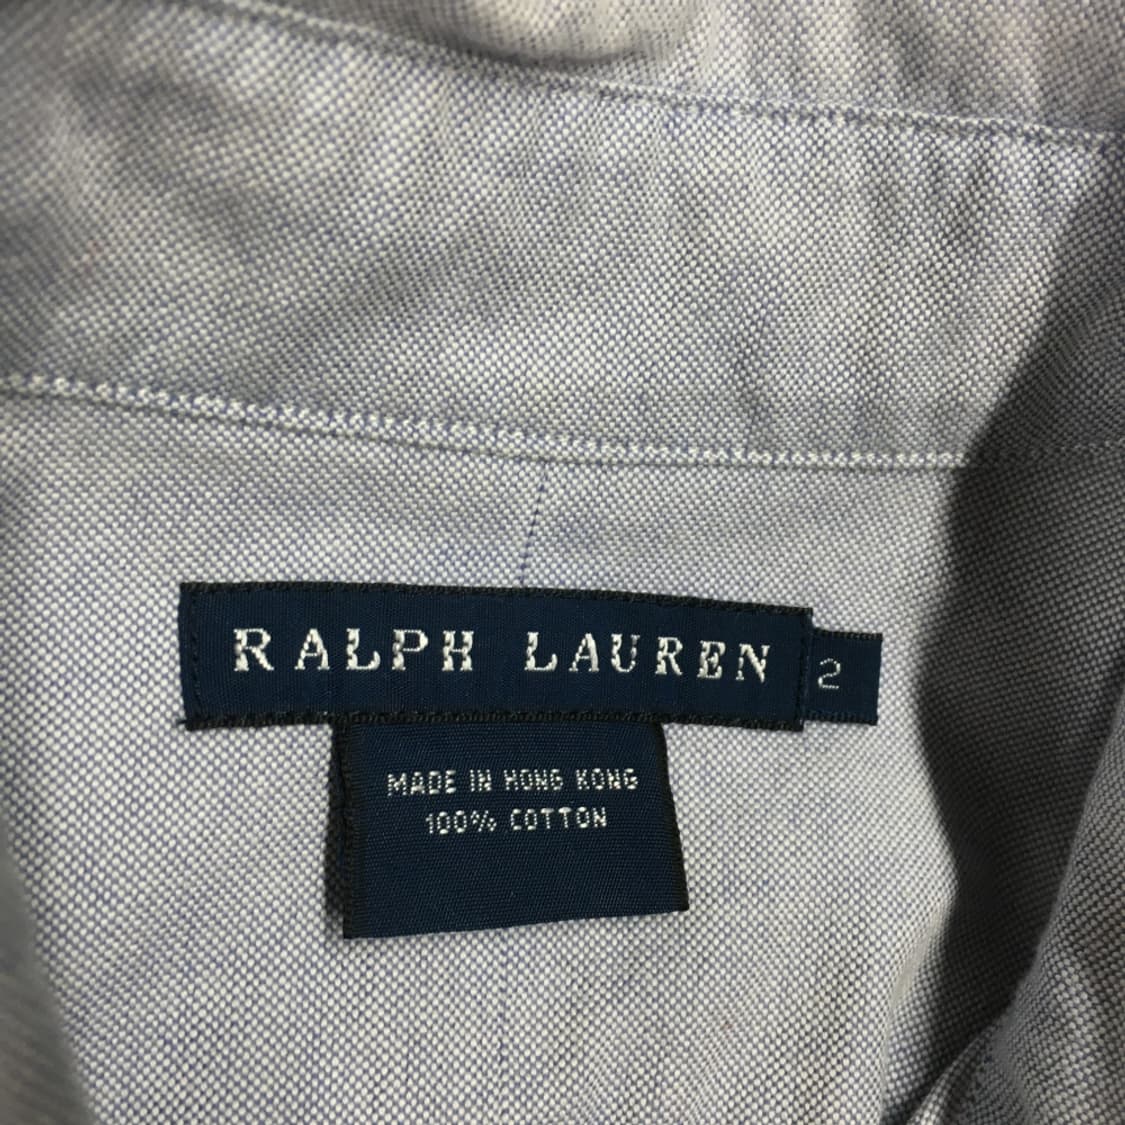 RALPH LAUREN
2
MADE IN HONG KONG
100% COTTON